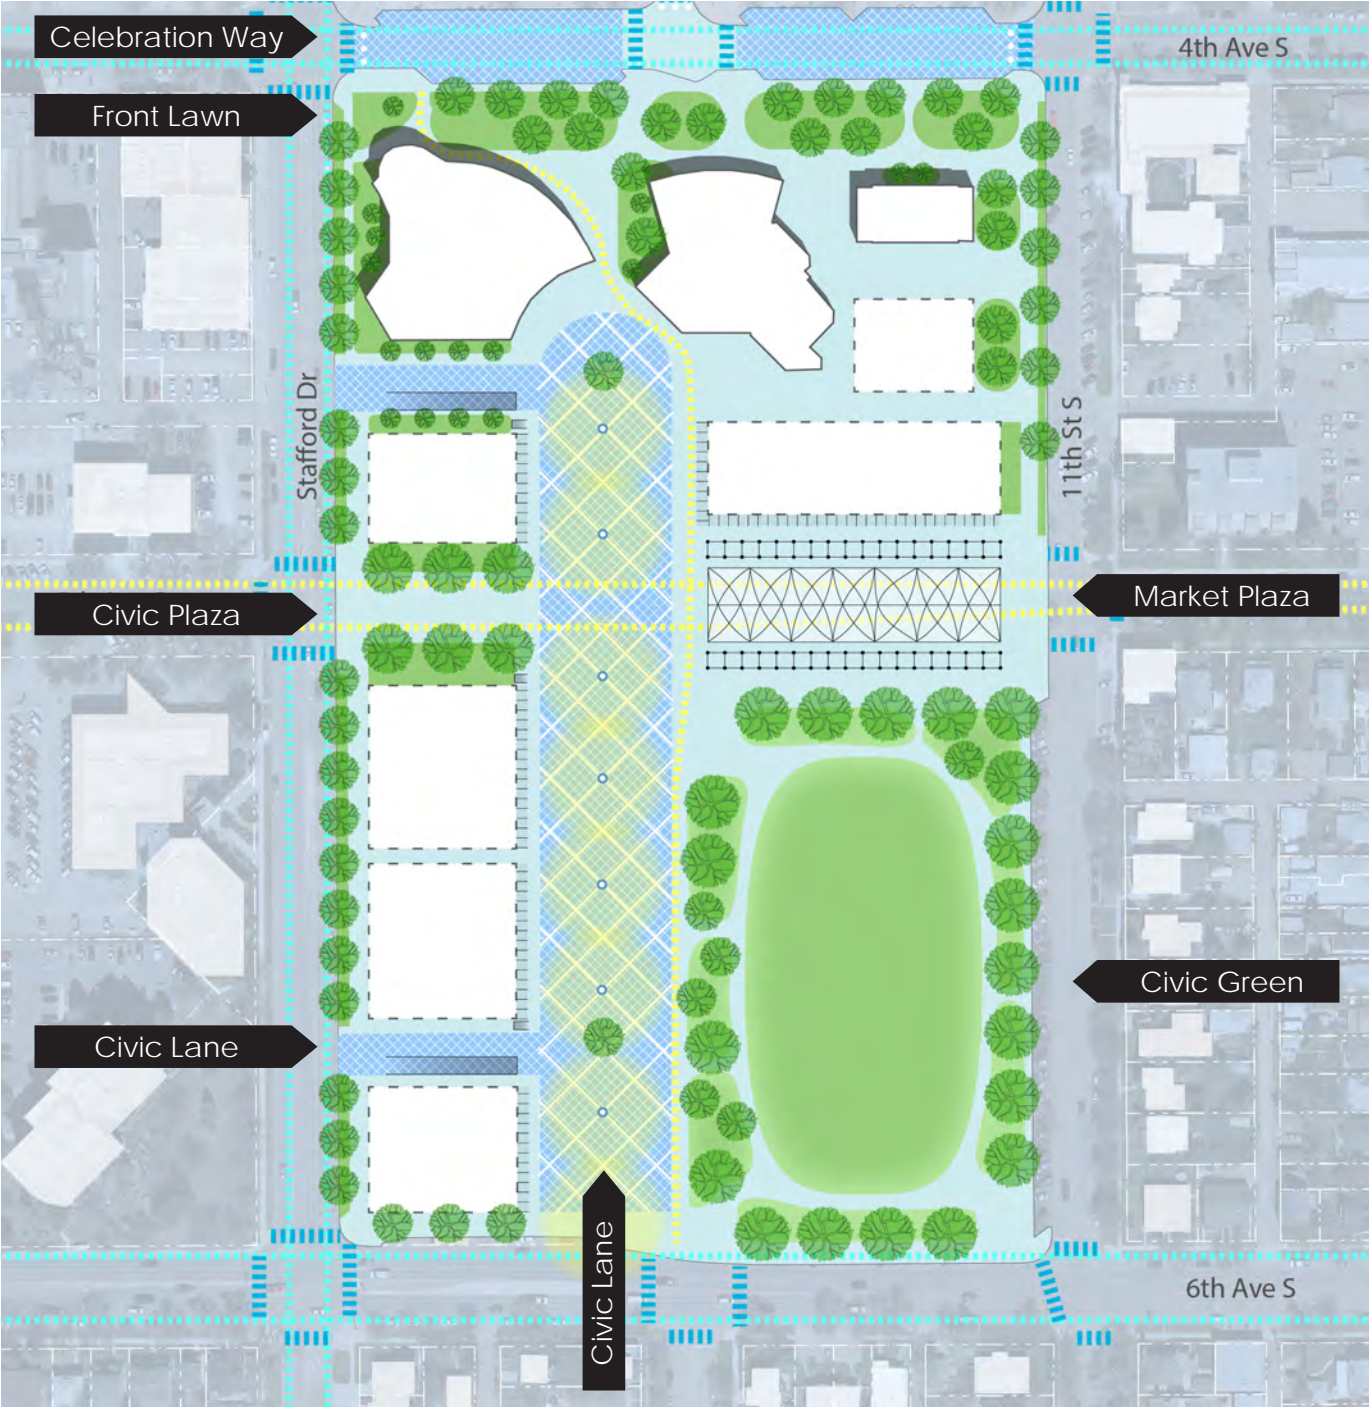 Celebration Way
4th Ave S
Front Lawn
Stafford Dr
11th St S
Civic Plaza
Market Plaza
Civic Green
Civic Lane
Civic Lane
6th Ave S